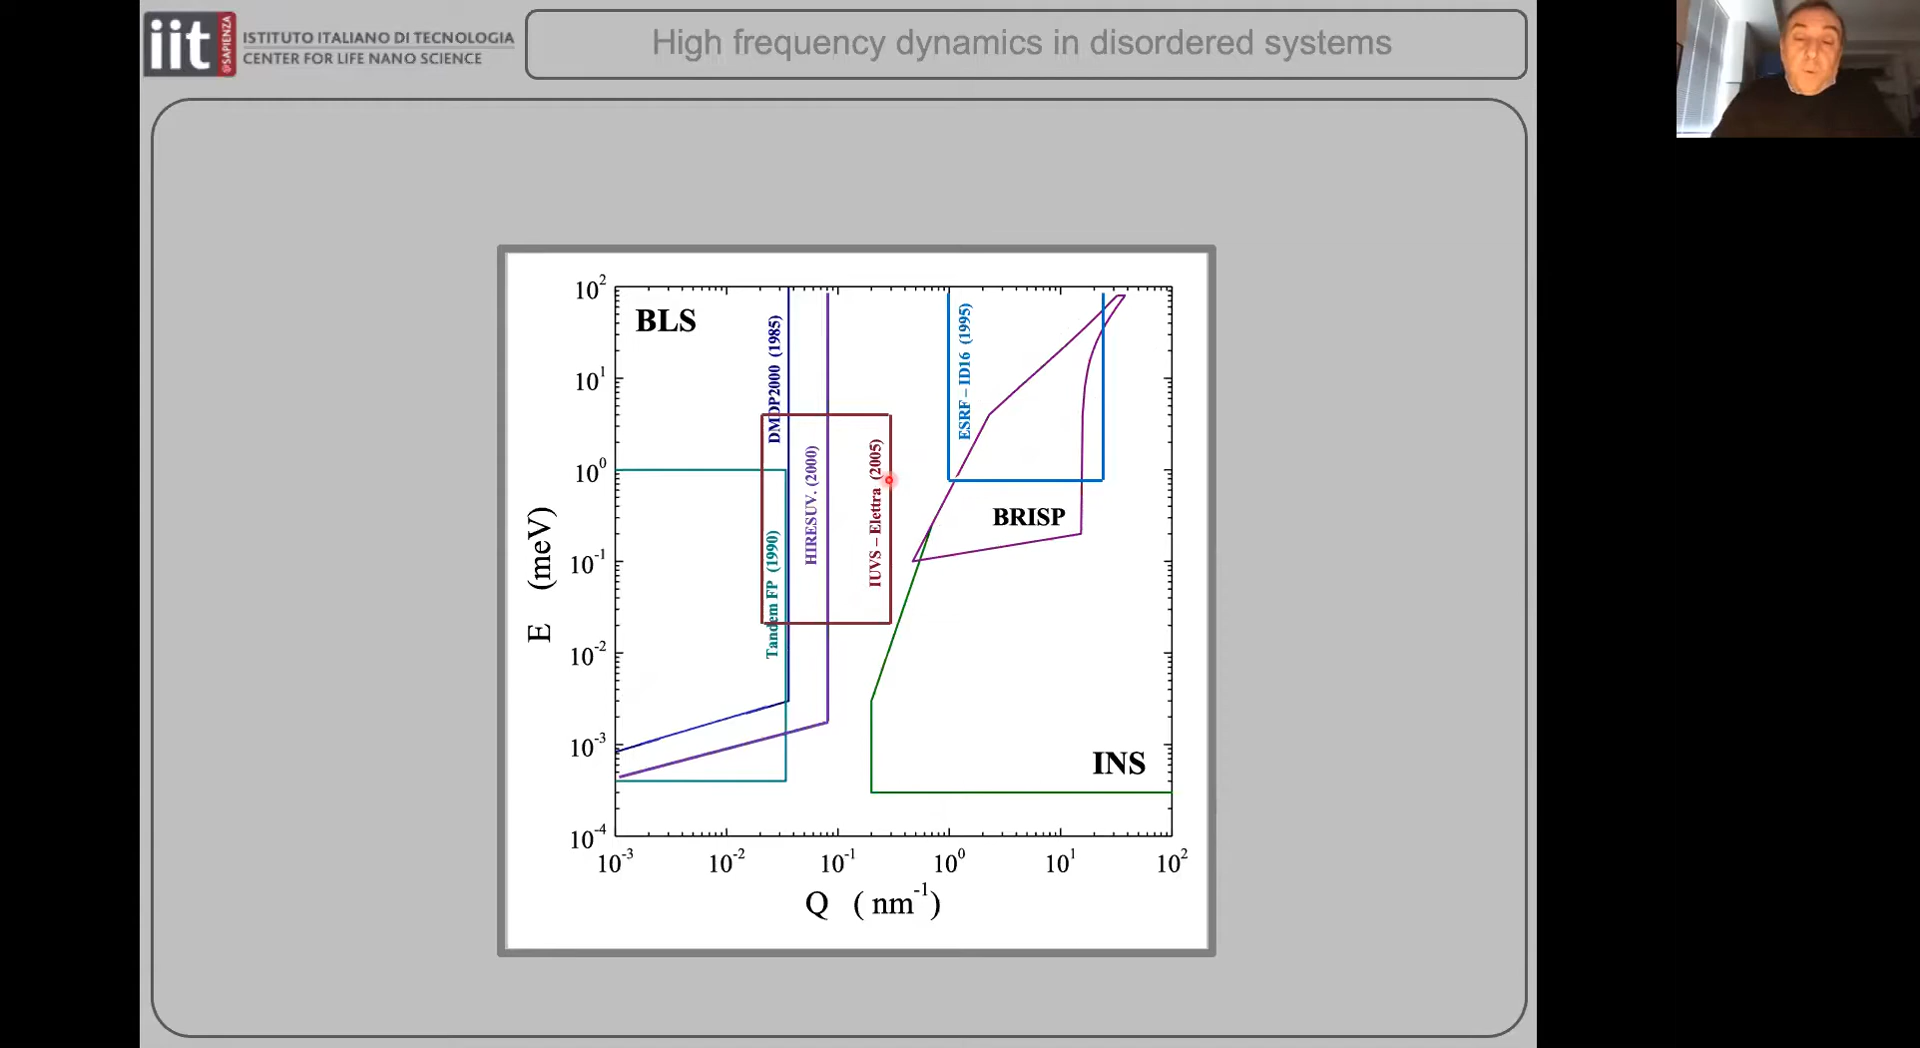 iit
@SAPIENZA
ISTITUTO ITALIANO DI TECNOLOGIA
CENTER FOR LIFE NANO SCIENCE
High frequency dynamics in disordered systems
BLS
DMDP2000 (1985)
Tandem FP (1990)
HIRESUV. (2000)
IUVS – Elettra (2005)
ESRF – ID16 (1995)
BRISP
INS
E (meV)
10²
10¹
10⁰
10⁻¹
10⁻²
10⁻³
10⁻⁴
10⁻³ 10⁻² 10⁻¹ 10⁰ 10¹ 10²
Q ( nm⁻¹)